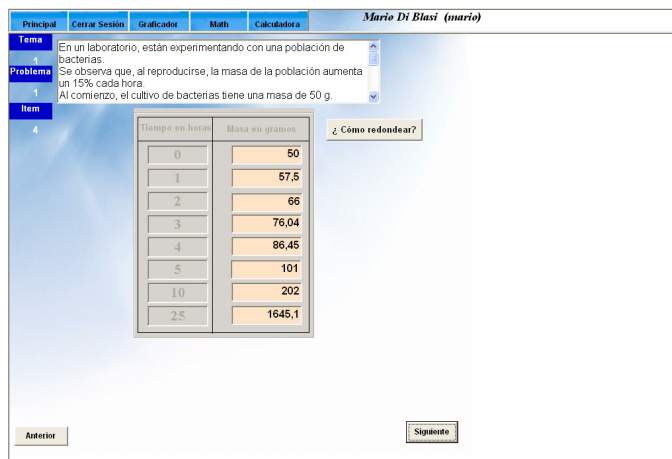 Principal Cerrar Sesión Graficador Math Calculadora Mario Di Blasi (mario)
Tema
1
Problema
1
Item
4
En un laboratorio, están experimentando con una población de
bacterias.
Se observa que, al reproducirse, la masa de la población aumenta
un 15% cada hora.
Al comienzo, el cultivo de bacterias tiene una masa de 50 g.
Tiempo en horas Masa en gramos
0 50
1 57,5
2 66
3 76,04
4 86,45
5 101
10 202
25 1645,1
¿ Cómo redondear?
Anterior Siguiente